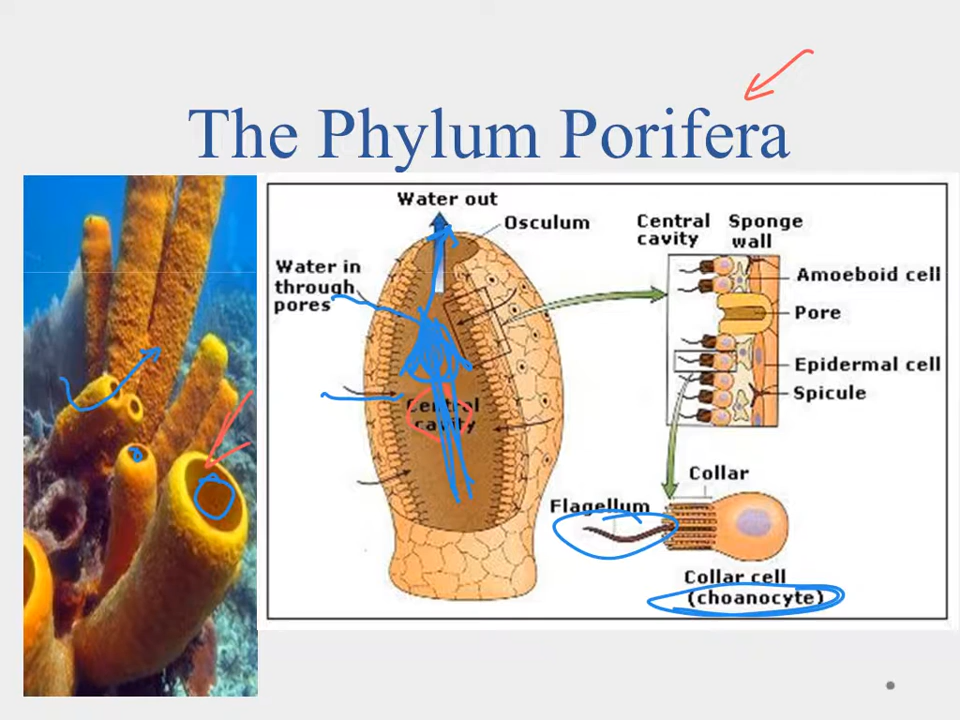 The Phylum Porifera
Water out
Osculum
Water in
through
pores
Central
cavity
Central
cavity
Sponge
wall
Amoeboid cell
Pore
Epidermal cell
Spicule
Collar
Flagellum
Collar cell
(choanocyte)